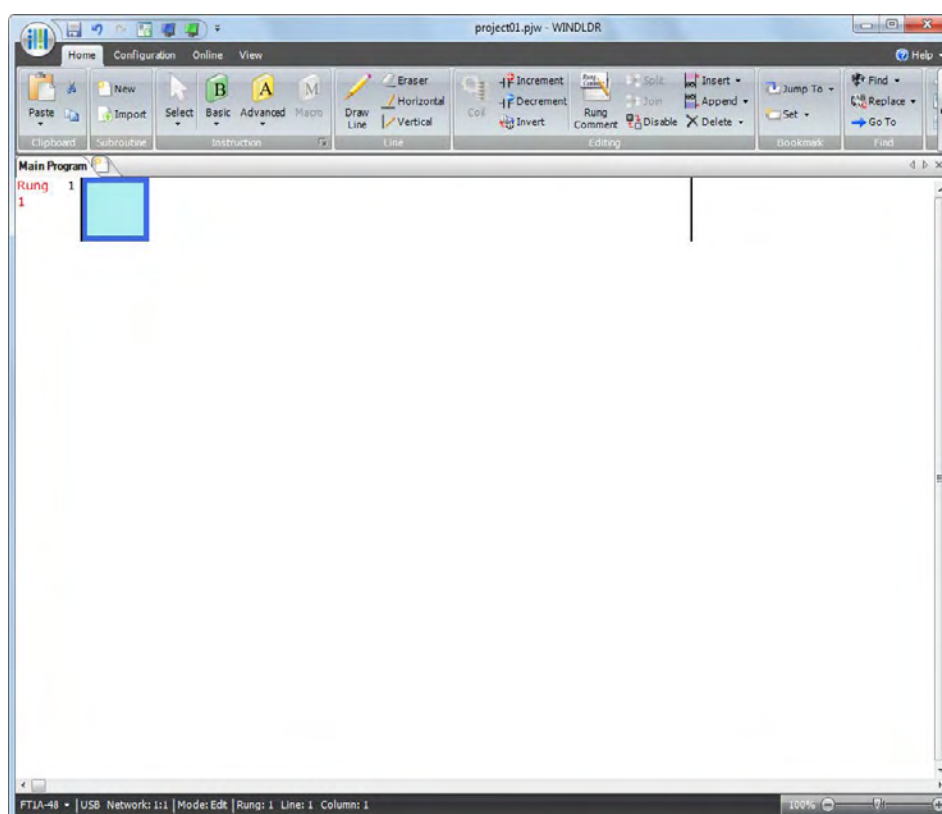 project01.pjw - WINDLDR
Home Configuration Online View Help
Paste New Import Select Basic Advanced Macro Draw Line Eraser Horizontal Vertical Coil Increment Decrement Invert Rung Comment Split Join Disable Insert Append Delete Jump To Set Find Replace Go To
Clipboard Subroutine Instruction Line Editing Bookmark Find
Main Program
Rung 1
1
FT1A-48 USB Network: 1:1 Mode: Edit Rung: 1 Line: 1 Column: 1 100%